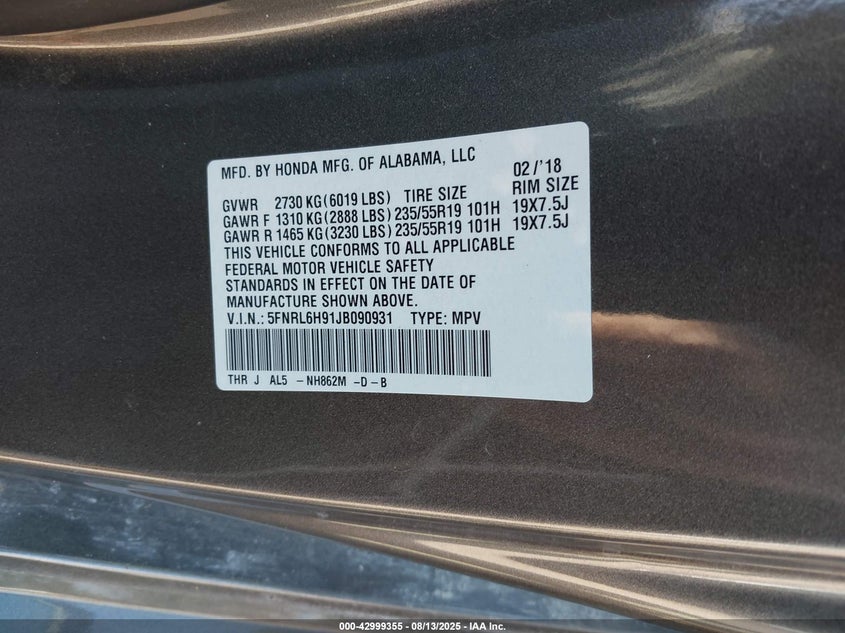 MFD. BY HONDA MFG. OF ALABAMA, LLC 02/'18
GVWR 2730 KG(6019 LBS) TIRE SIZE RIM SIZE
GAWR F 1310 KG(2888 LBS) 235/55R19 101H 19X7.5J
GAWR R 1465 KG(3230 LBS) 235/55R19 101H 19X7.5J
THIS VEHICLE CONFORMS TO ALL APPLICABLE
FEDERAL MOTOR VEHICLE SAFETY
STANDARDS IN EFFECT ON THE DATE OF
MANUFACTURE SHOWN ABOVE.
V.I.N.: 5FNRL6H91JB090931 TYPE: MPV
THR J AL5 -NH862M -D-B
000-42999355 - 08/13/2025 - IAA Inc.